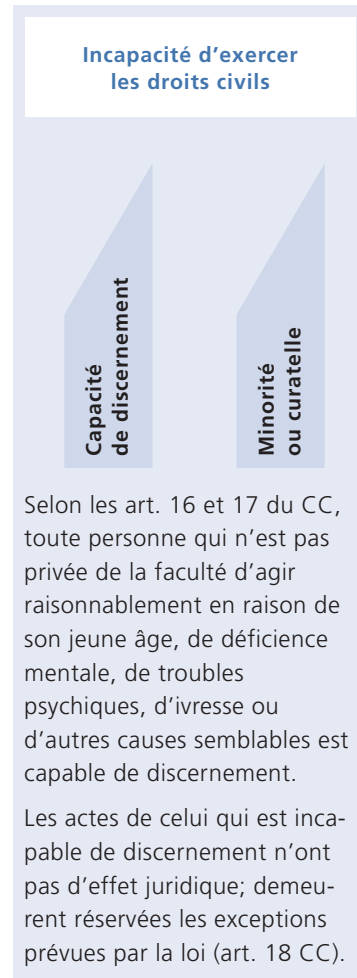 Incapacité d’exercer
les droits civils
Capacité
de discernement
Minorité
ou curatelle
Selon les art. 16 et 17 du CC,
toute personne qui n’est pas
privée de la faculté d’agir
raisonnablement en raison de
son jeune âge, de déficience
mentale, de troubles
psychiques, d’ivresse ou
d’autres causes semblables est
capable de discernement.
Les actes de celui qui est inca-
pable de discernement n’ont
pas d’effet juridique; demeu-
rent réservées les exceptions
prévues par la loi (art. 18 CC).